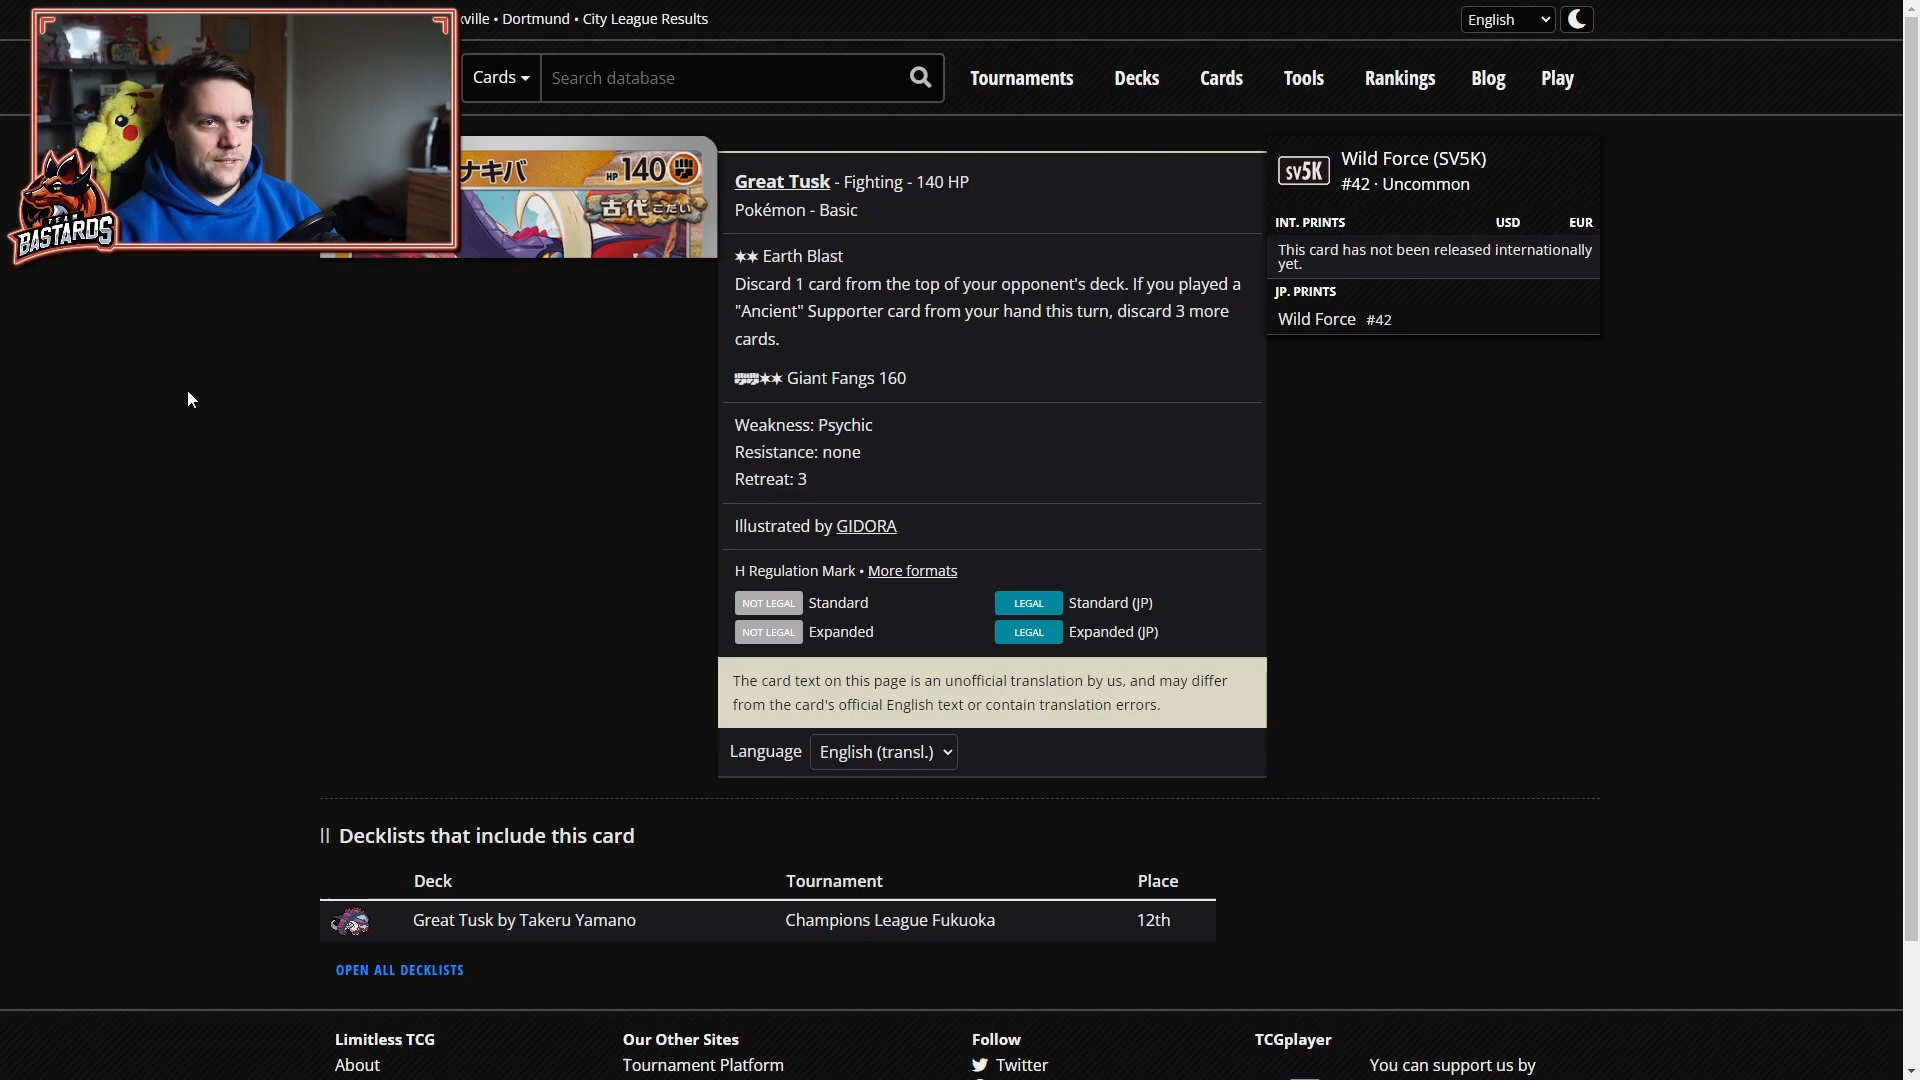 kville • Dortmund • City League Results
English
Cards
Search database
Tournaments
Decks
Cards
Tools
Rankings
Blog
Play
TEAM
BASTARDS
ナキバ
HP 140
古代
こだい
Great Tusk - Fighting - 140 HP
Pokémon - Basic
Earth Blast
Discard 1 card from the top of your opponent's deck. If you played a
"Ancient" Supporter card from your hand this turn, discard 3 more
cards.
Giant Fangs 160
Weakness: Psychic
Resistance: none
Retreat: 3
Illustrated by GIDORA
H Regulation Mark • More formats
NOT LEGAL Standard
LEGAL Standard (JP)
NOT LEGAL Expanded
LEGAL Expanded (JP)
The card text on this page is an unofficial translation by us, and may differ
from the card's official English text or contain translation errors.
Language English (transl.)
SV5K
Wild Force (SV5K)
#42 · Uncommon
INT. PRINTS USD EUR
This card has not been released internationally
yet.
JP. PRINTS
Wild Force #42
Decklists that include this card
Deck Tournament Place
Great Tusk by Takeru Yamano Champions League Fukuoka 12th
OPEN ALL DECKLISTS
Limitless TCG
About
Our Other Sites
Tournament Platform
Follow
Twitter
TCGplayer
You can support us by